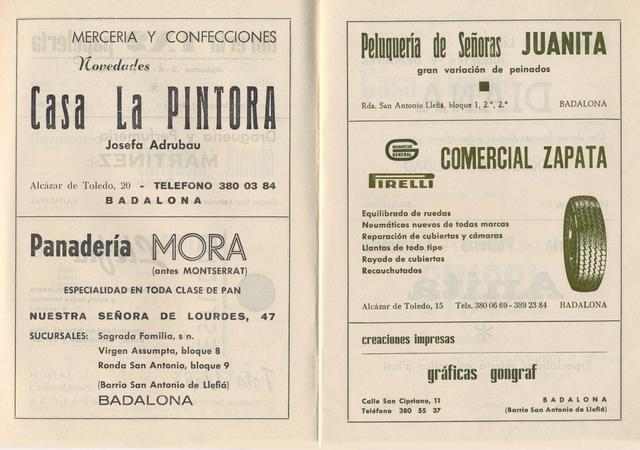 MERCERIA Y CONFECCIONES
Novedades
Casa La PINTORA
Josefa Adrubau
Alcázar de Toledo, 20 - TELEFONO 380 03 84
BADALONA
Panadería MORA
(antes MONTSERRAT)
ESPECIALIDAD EN TODA CLASE DE PAN
NUESTRA SEÑORA DE LOURDES, 47
SUCURSALES: Sagrada Familia, s n.
Virgen Assumpta, bloque 8
Ronda San Antonio, bloque 9
(Barrio San Antonio de Llefiá)
BADALONA
Peluquería de Señoras JUANITA
gran variación de peinados
Rda. San Antonio Llefiá, bloque 1, 2.º, 2.ª BADALONA
G
NEUMATICOS
GENERAL
PIRELLI
COMERCIAL ZAPATA
Equilibrado de ruedas
Neumáticos nuevos de todas marcas
Reparación de cubiertas y cámaras
Llantas de todo tipo
Rayado de cubiertas
Recauchutados
Alcázar de Toledo, 15 Tels. 380 06 69 - 389 23 84 BADALONA
creaciones impresas
gráficas gongraf
Calle San Cipriano, 11 BADALONA
Teléfono 380 55 37 (Barrio San Antonio de Llefiá)